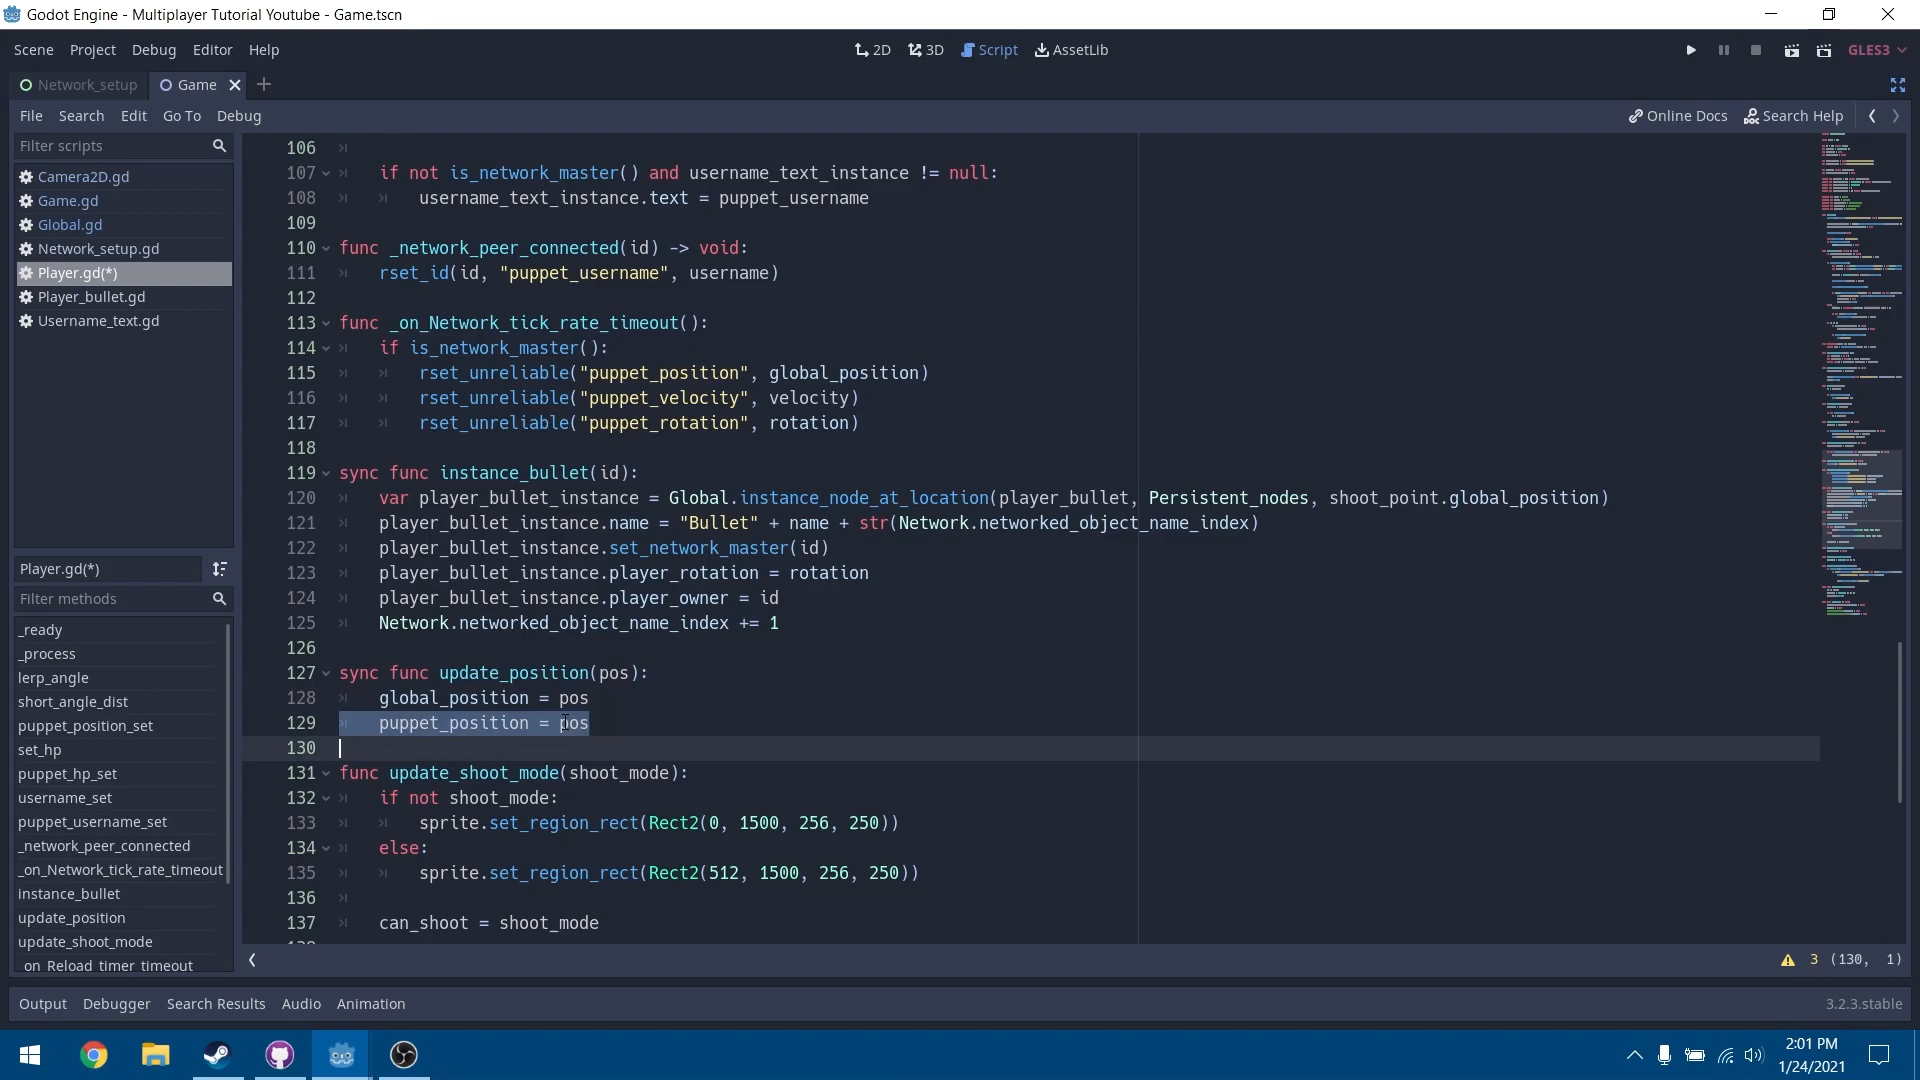 Godot Engine - Multiplayer Tutorial Youtube - Game.tscn
Scene Project Debug Editor Help
2D 3D Script AssetLib
GLES3
Network_setup Game
File Search Edit Go To Debug
Online Docs Search Help
Filter scripts
Camera2D.gd
Game.gd
Global.gd
Network_setup.gd
Player.gd(*)
Player_bullet.gd
Username_text.gd
Player.gd(*)
Filter methods
_ready
_process
lerp_angle
short_angle_dist
puppet_position_set
set_hp
puppet_hp_set
username_set
puppet_username_set
_network_peer_connected
_on_Network_tick_rate_timeout
instance_bullet
update_position
update_shoot_mode
_on_Reload_timer_timeout
106
107 if not is_network_master() and username_text_instance != null:
108 username_text_instance.text = puppet_username
109
110 func _network_peer_connected(id) -> void:
111 rset_id(id, "puppet_username", username)
112
113 func _on_Network_tick_rate_timeout():
114 if is_network_master():
115 rset_unreliable("puppet_position", global_position)
116 rset_unreliable("puppet_velocity", velocity)
117 rset_unreliable("puppet_rotation", rotation)
118
119 sync func instance_bullet(id):
120 var player_bullet_instance = Global.instance_node_at_location(player_bullet, Persistent_nodes, shoot_point.global_position)
121 player_bullet_instance.name = "Bullet" + name + str(Network.networked_object_name_index)
122 player_bullet_instance.set_network_master(id)
123 player_bullet_instance.player_rotation = rotation
124 player_bullet_instance.player_owner = id
125 Network.networked_object_name_index += 1
126
127 sync func update_position(pos):
128 global_position = pos
129 puppet_position = pos
130
131 func update_shoot_mode(shoot_mode):
132 if not shoot_mode:
133 sprite.set_region_rect(Rect2(0, 1500, 256, 250))
134 else:
135 sprite.set_region_rect(Rect2(512, 1500, 256, 250))
136
137 can_shoot = shoot_mode
3 (130, 1)
Output Debugger Search Results Audio Animation
3.2.3.stable
2:01 PM
1/24/2021